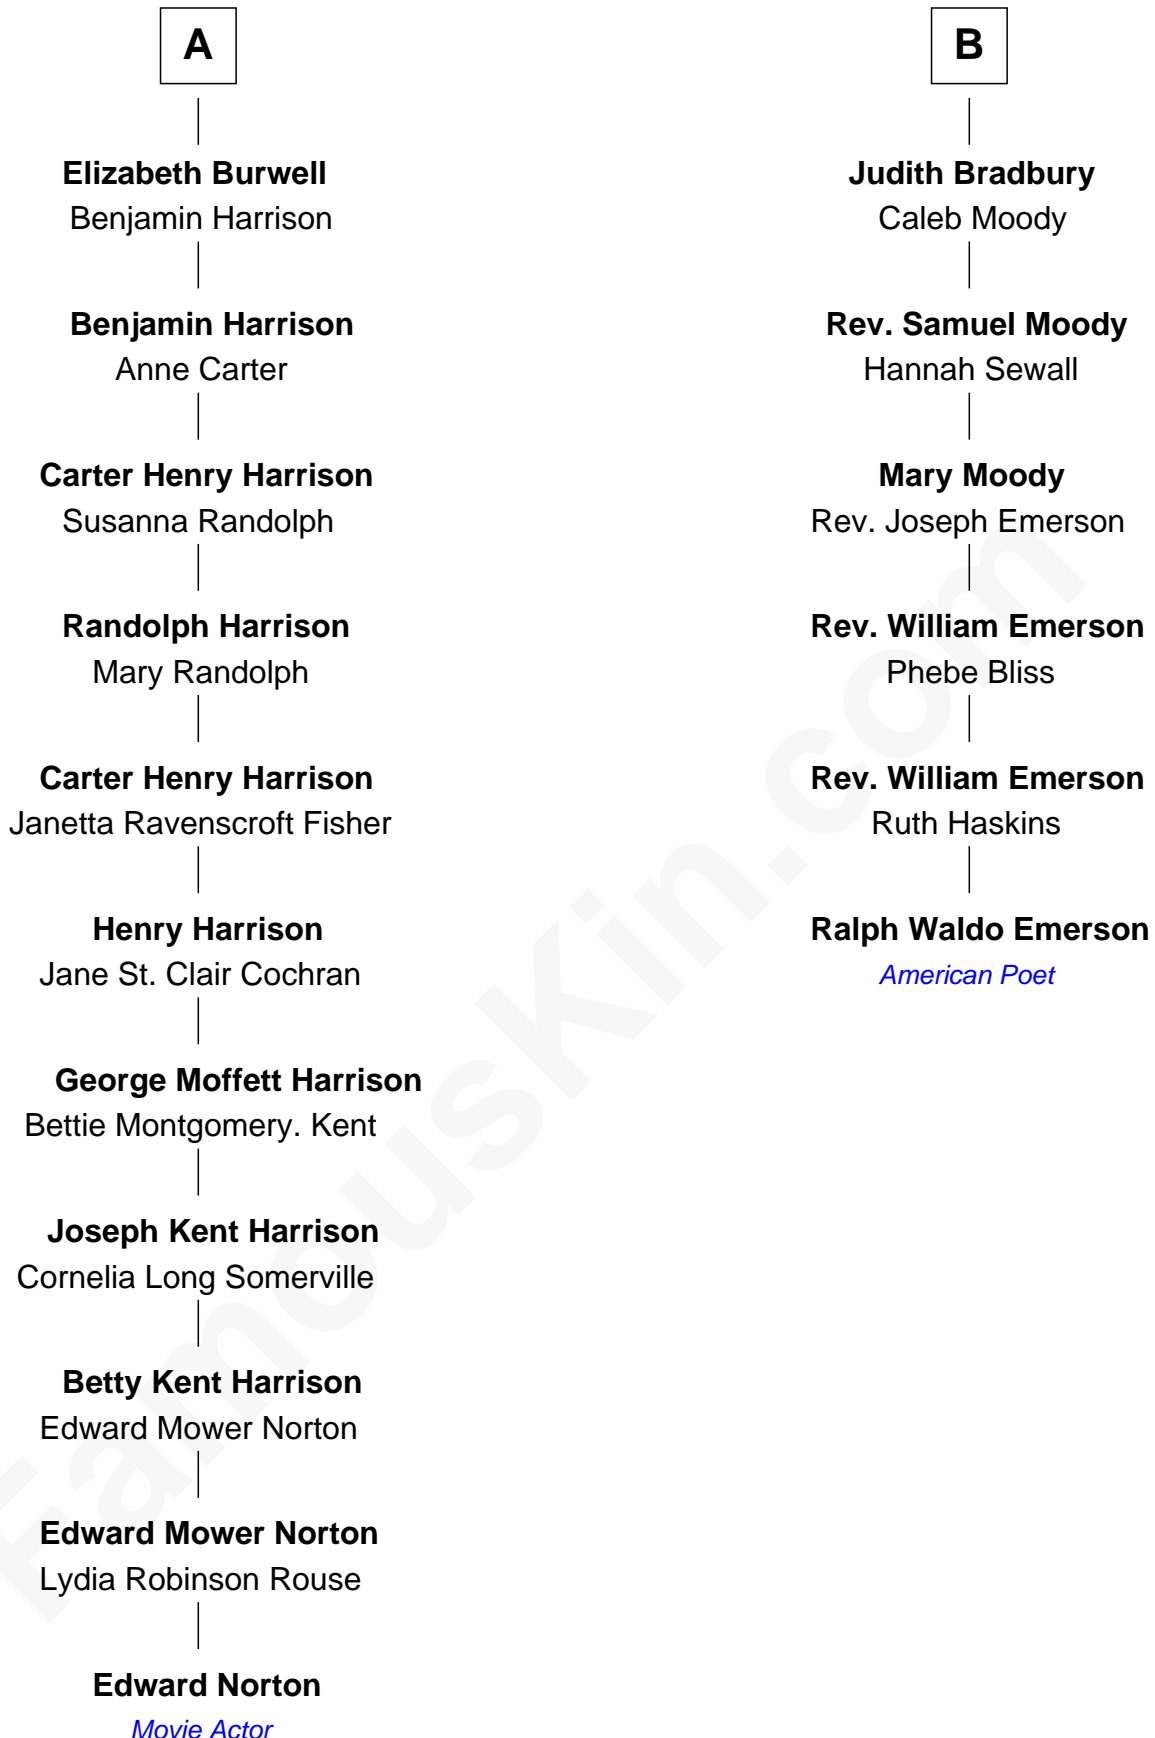 A
Elizabeth Burwell
Benjamin Harrison
Benjamin Harrison
Anne Carter
Carter Henry Harrison
Susanna Randolph
Randolph Harrison
Mary Randolph
Carter Henry Harrison
Janetta Ravenscroft Fisher
Henry Harrison
Jane St. Clair Cochran
George Moffett Harrison
Bettie Montgomery. Kent
Joseph Kent Harrison
Cornelia Long Somerville
Betty Kent Harrison
Edward Mower Norton
Edward Mower Norton
Lydia Robinson Rouse
Edward Norton
Movie Actor
B
Judith Bradbury
Caleb Moody
Rev. Samuel Moody
Hannah Sewall
Mary Moody
Rev. Joseph Emerson
Rev. William Emerson
Phebe Bliss
Rev. William Emerson
Ruth Haskins
Ralph Waldo Emerson
American Poet
FamousKin.com